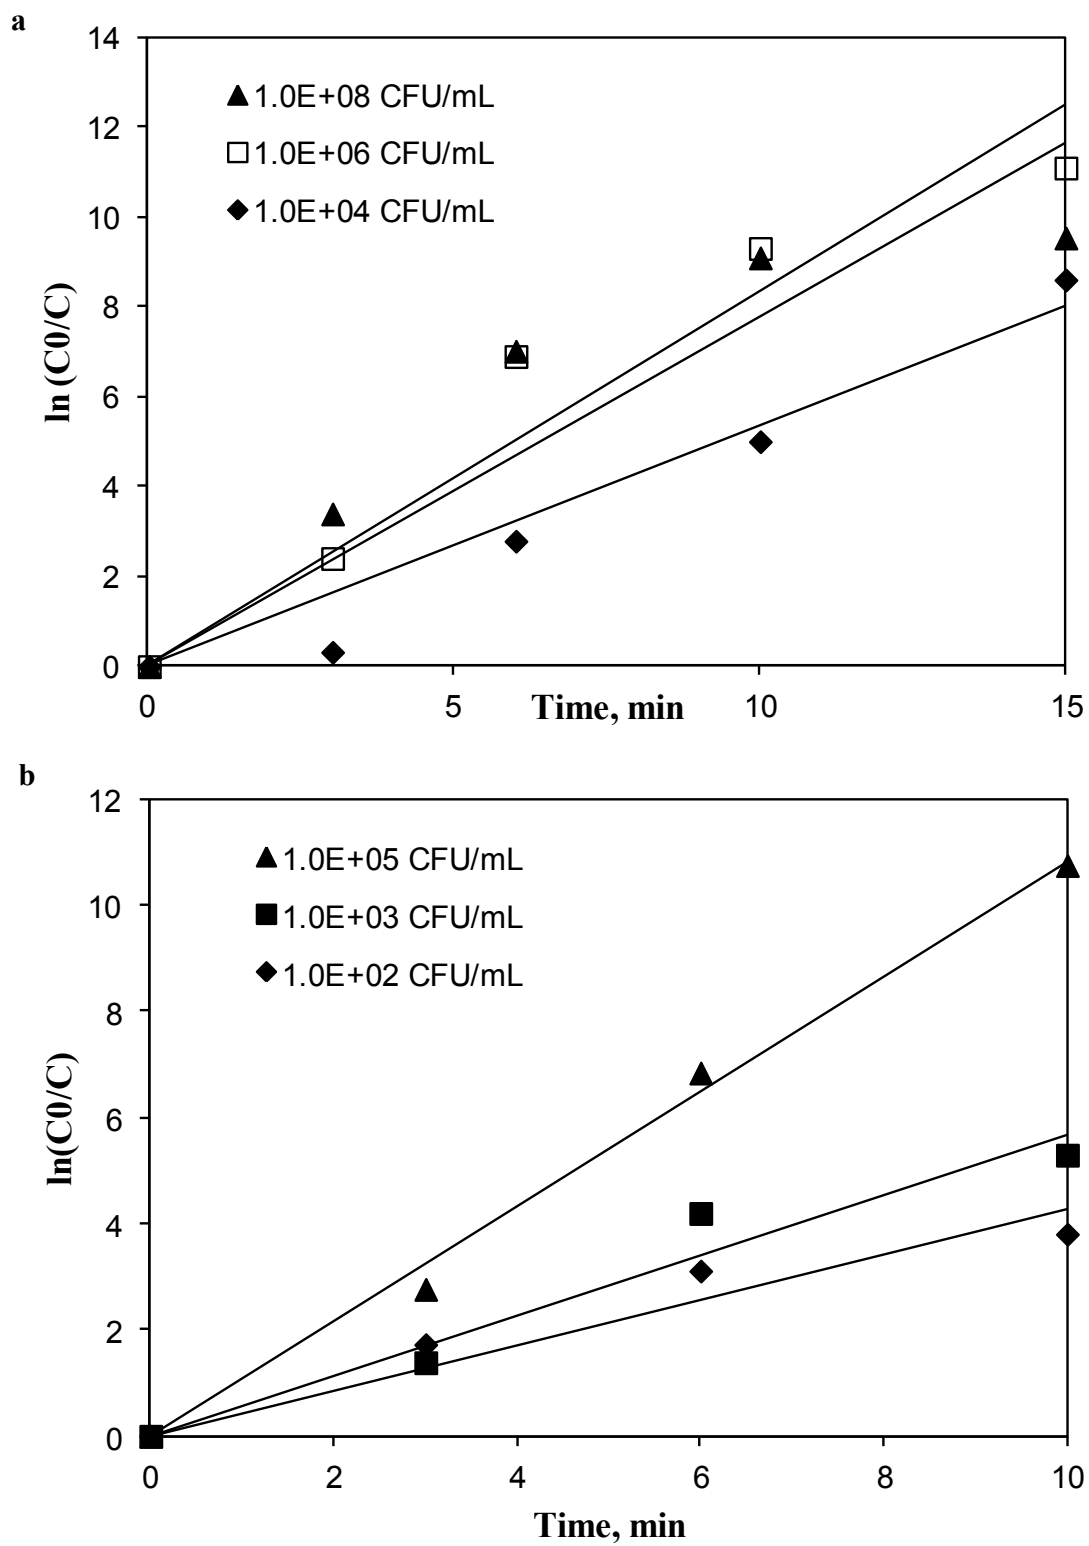 a
14
12
10
8
6
4
2
0
ln (C0/C)
1.0E+08 CFU/mL
1.0E+06 CFU/mL
1.0E+04 CFU/mL
0 5 10 15
Time, min
b
12
10
8
6
4
2
0
ln(C0/C)
1.0E+05 CFU/mL
1.0E+03 CFU/mL
1.0E+02 CFU/mL
0 2 4 6 8 10
Time, min